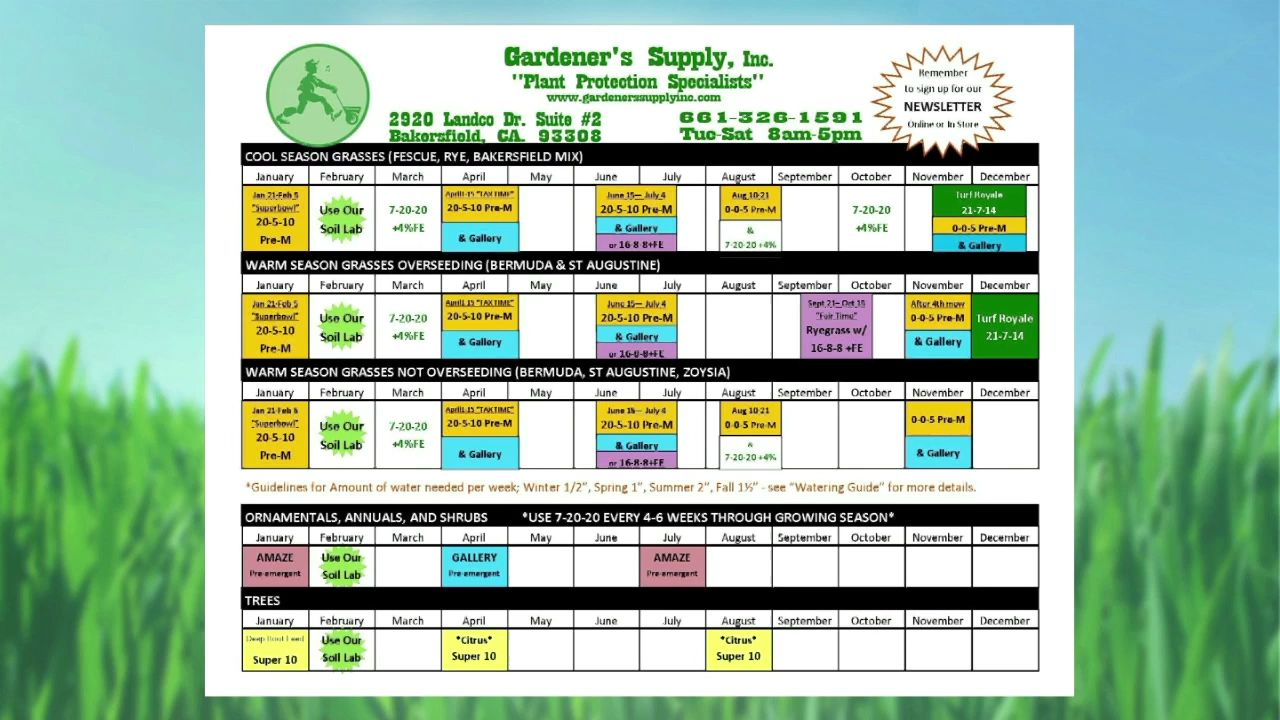 Gardener's Supply, Inc.
"Plant Protection Specialists"
www.gardenerssupplyinc.com
2920 Landco Dr. Suite #2
Bakersfield, CA. 93308
661-326-1591
Tue-Sat 8am-5pm
Remember
to sign up for our
NEWSLETTER
Online or In Store
COOL SEASON GRASSES (FESCUE, RYE, BAKERSFIELD MIX)
January February March April May June July August September October November December
Jan 21-Feb 5
"Superbowl"
20-5-10
Pre-M
Use Our
Soil Lab
7-20-20
+4%FE
April1-15 "TAX TIME"
20-5-10 Pre-M
& Gallery
June 15— July 4
20-5-10 Pre-M
& Gallery
or 16-8-8+FE
Aug 10-21
0-0-5 Pre-M
&
7-20-20 +4%
7-20-20
+4%FE
Turf Royale
21-7-14
0-0-5 Pre-M
& Gallery
WARM SEASON GRASSES OVERSEEDING (BERMUDA & ST AUGUSTINE)
January February March April May June July August September October November December
Jan 21-Feb 5
"Superbowl"
20-5-10
Pre-M
Use Our
Soil Lab
7-20-20
+4%FE
April1-15 "TAX TIME"
20-5-10 Pre-M
& Gallery
June 15— July 4
20-5-10 Pre-M
& Gallery
or 16-8-8+FE
Sept 21— Oct 15
"Fair Time"
Ryegrass w/
16-8-8 +FE
After 4th mow
0-0-5 Pre-M
& Gallery
Turf Royale
21-7-14
WARM SEASON GRASSES NOT OVERSEEDING (BERMUDA, ST AUGUSTINE, ZOYSIA)
January February March April May June July August September October November December
Jan 21-Feb 5
"Superbowl"
20-5-10
Pre-M
Use Our
Soil Lab
7-20-20
+4%FE
April1-15 "TAX TIME"
20-5-10 Pre-M
& Gallery
June 15— July 4
20-5-10 Pre-M
& Gallery
or 16-8-8+FE
Aug 10-21
0-0-5 Pre-M
&
7-20-20 +4%
0-0-5 Pre-M
& Gallery
*Guidelines for Amount of water needed per week; Winter 1/2", Spring 1", Summer 2", Fall 1½" - see "Watering Guide" for more details.
ORNAMENTALS, ANNUALS, AND SHRUBS *USE 7-20-20 EVERY 4-6 WEEKS THROUGH GROWING SEASON*
January February March April May June July August September October November December
AMAZE
Pre-emergent
Use Our
Soil Lab
GALLERY
Pre-emergent
AMAZE
Pre-emergent
TREES
January February March April May June July August September October November December
Deep Root Feed
Super 10
Use Our
Soil Lab
*Citrus*
Super 10
*Citrus*
Super 10